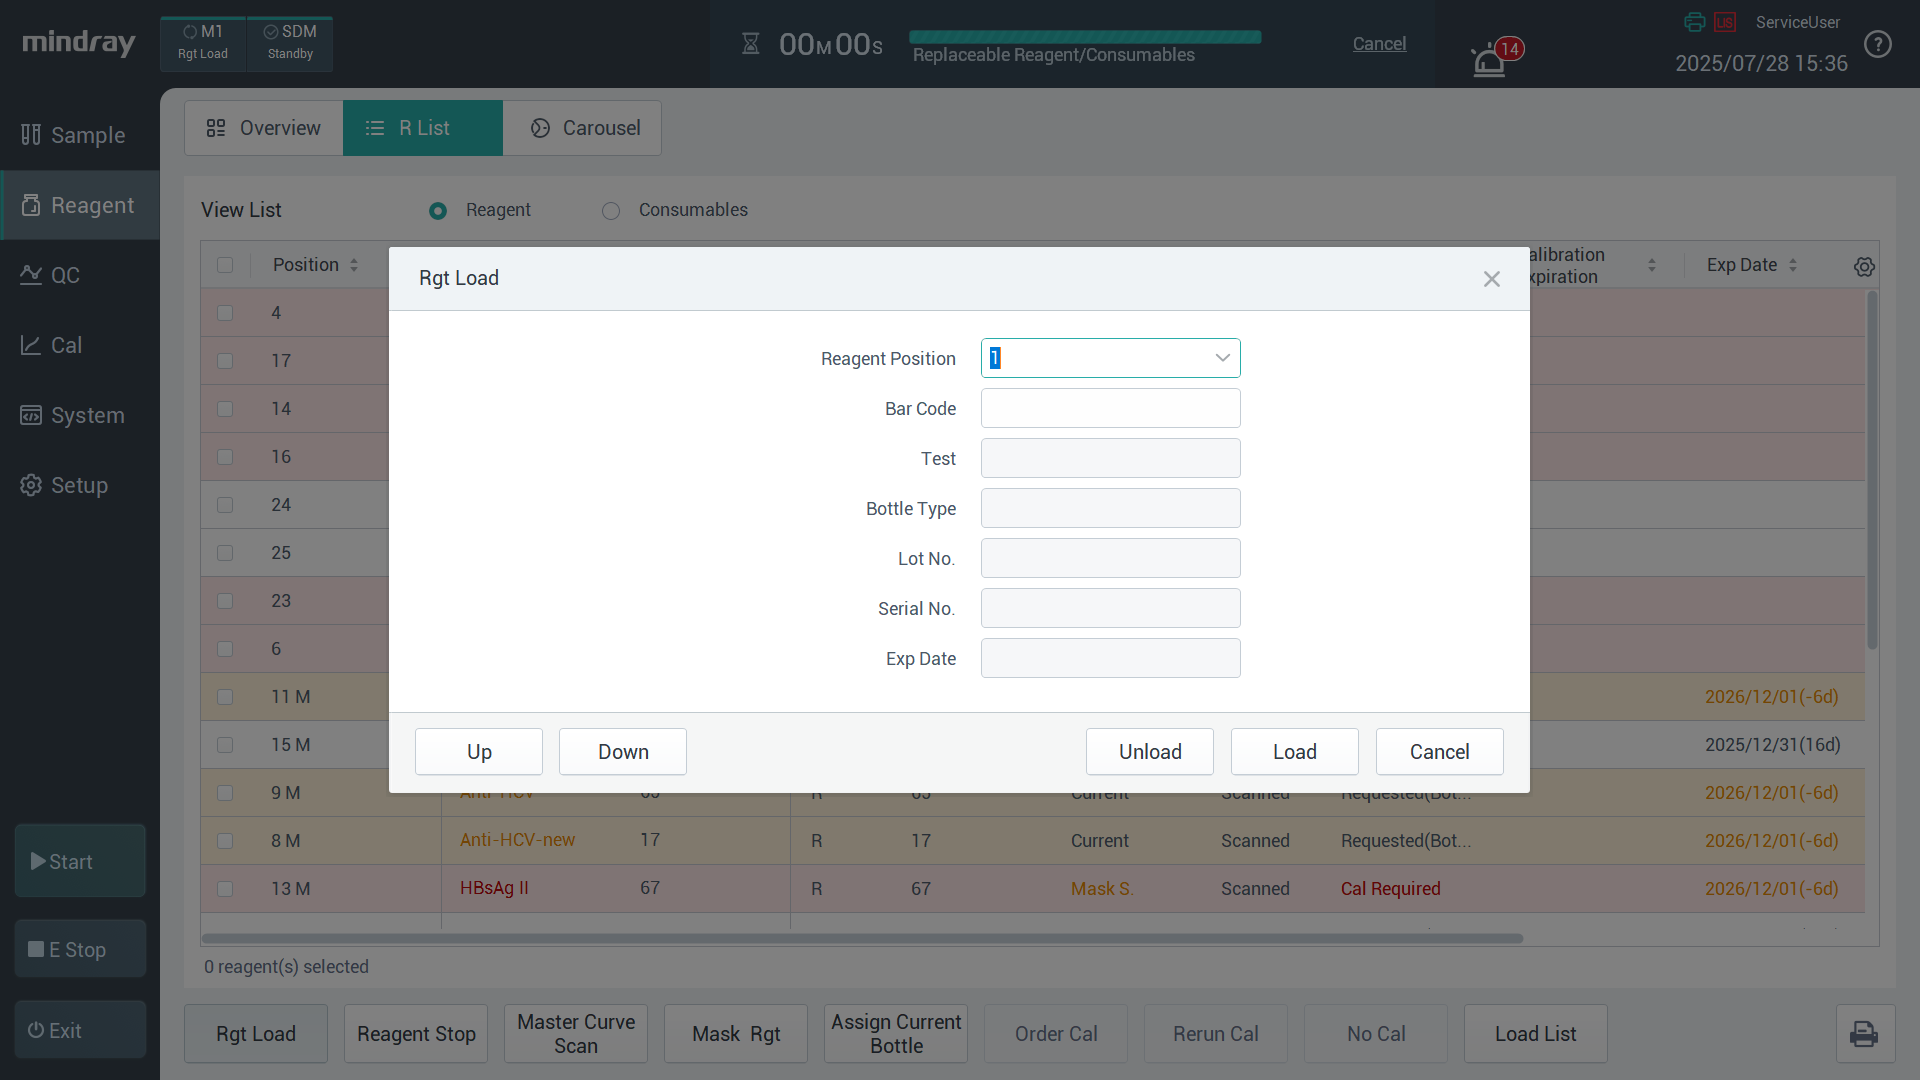 mindray
M1
Rgt Load
SDM
Standby
00M00S
Replaceable Reagent/Consumables
Cancel
14
LIS
ServiceUser
2025/07/28 15:36
?
Sample
Reagent
QC
Cal
System
Setup
Start
E Stop
Exit
Overview
R List
Carousel
View List
Reagent
Consumables
Position
alibration
xpiration
Exp Date
4
17
14
16
24
25
23
6
11 M
2026/12/01(-6d)
15 M
2025/12/31(16d)
9 M
Anti-HCV
Current
Scanned
Requested(Bot...
2026/12/01(-6d)
8 M
Anti-HCV-new
17
R
17
Current
Scanned
Requested(Bot...
2026/12/01(-6d)
13 M
HBsAg II
67
R
67
Mask S.
Scanned
Cal Required
2026/12/01(-6d)
Rgt Load
Reagent Position
1
Bar Code
Test
Bottle Type
Lot No.
Serial No.
Exp Date
Up
Down
Unload
Load
Cancel
0 reagent(s) selected
Rgt Load
Reagent Stop
Master Curve
Scan
Mask Rgt
Assign Current
Bottle
Order Cal
Rerun Cal
No Cal
Load List